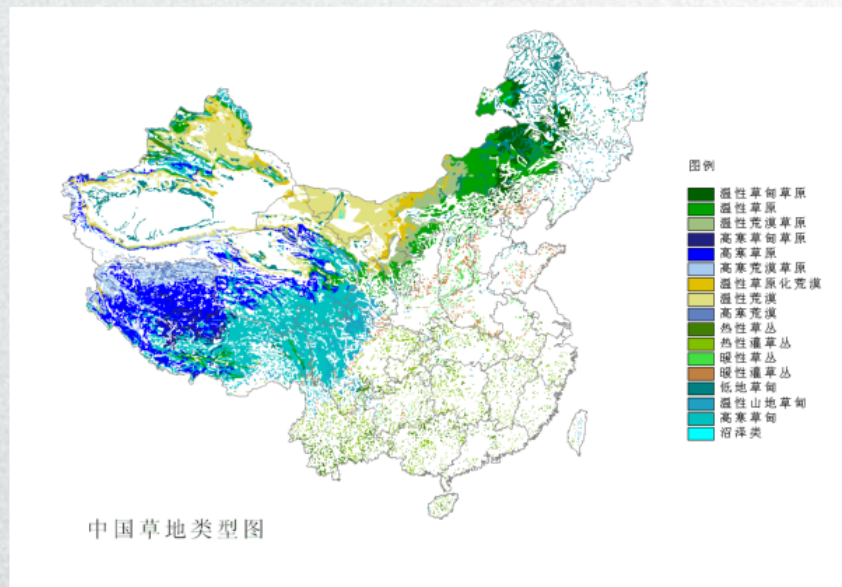 图例
温性草甸草原
温性草原
温性荒漠草原
高寒草甸草原
高寒草原
高寒荒漠草原
温性草原化荒漠
温性荒漠
高寒荒漠
热性草丛
热性灌草丛
暖性草丛
暖性灌草丛
低地草甸
温性山地草甸
高寒草甸
沼泽类
中国草地类型图